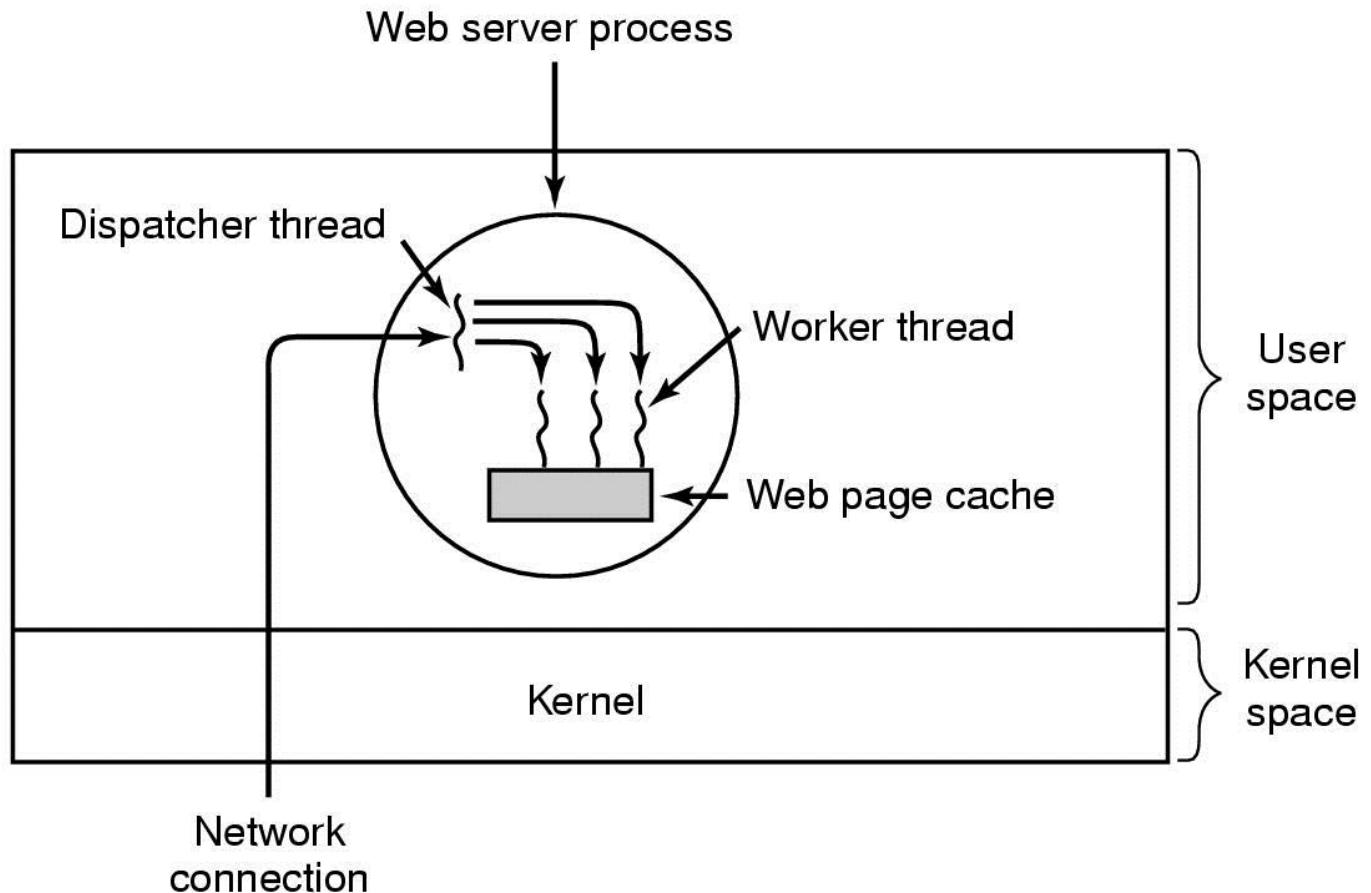 Web server process
Dispatcher thread
Worker thread
User
space
Web page cache
Kernel
Kernel
space
Network
connection